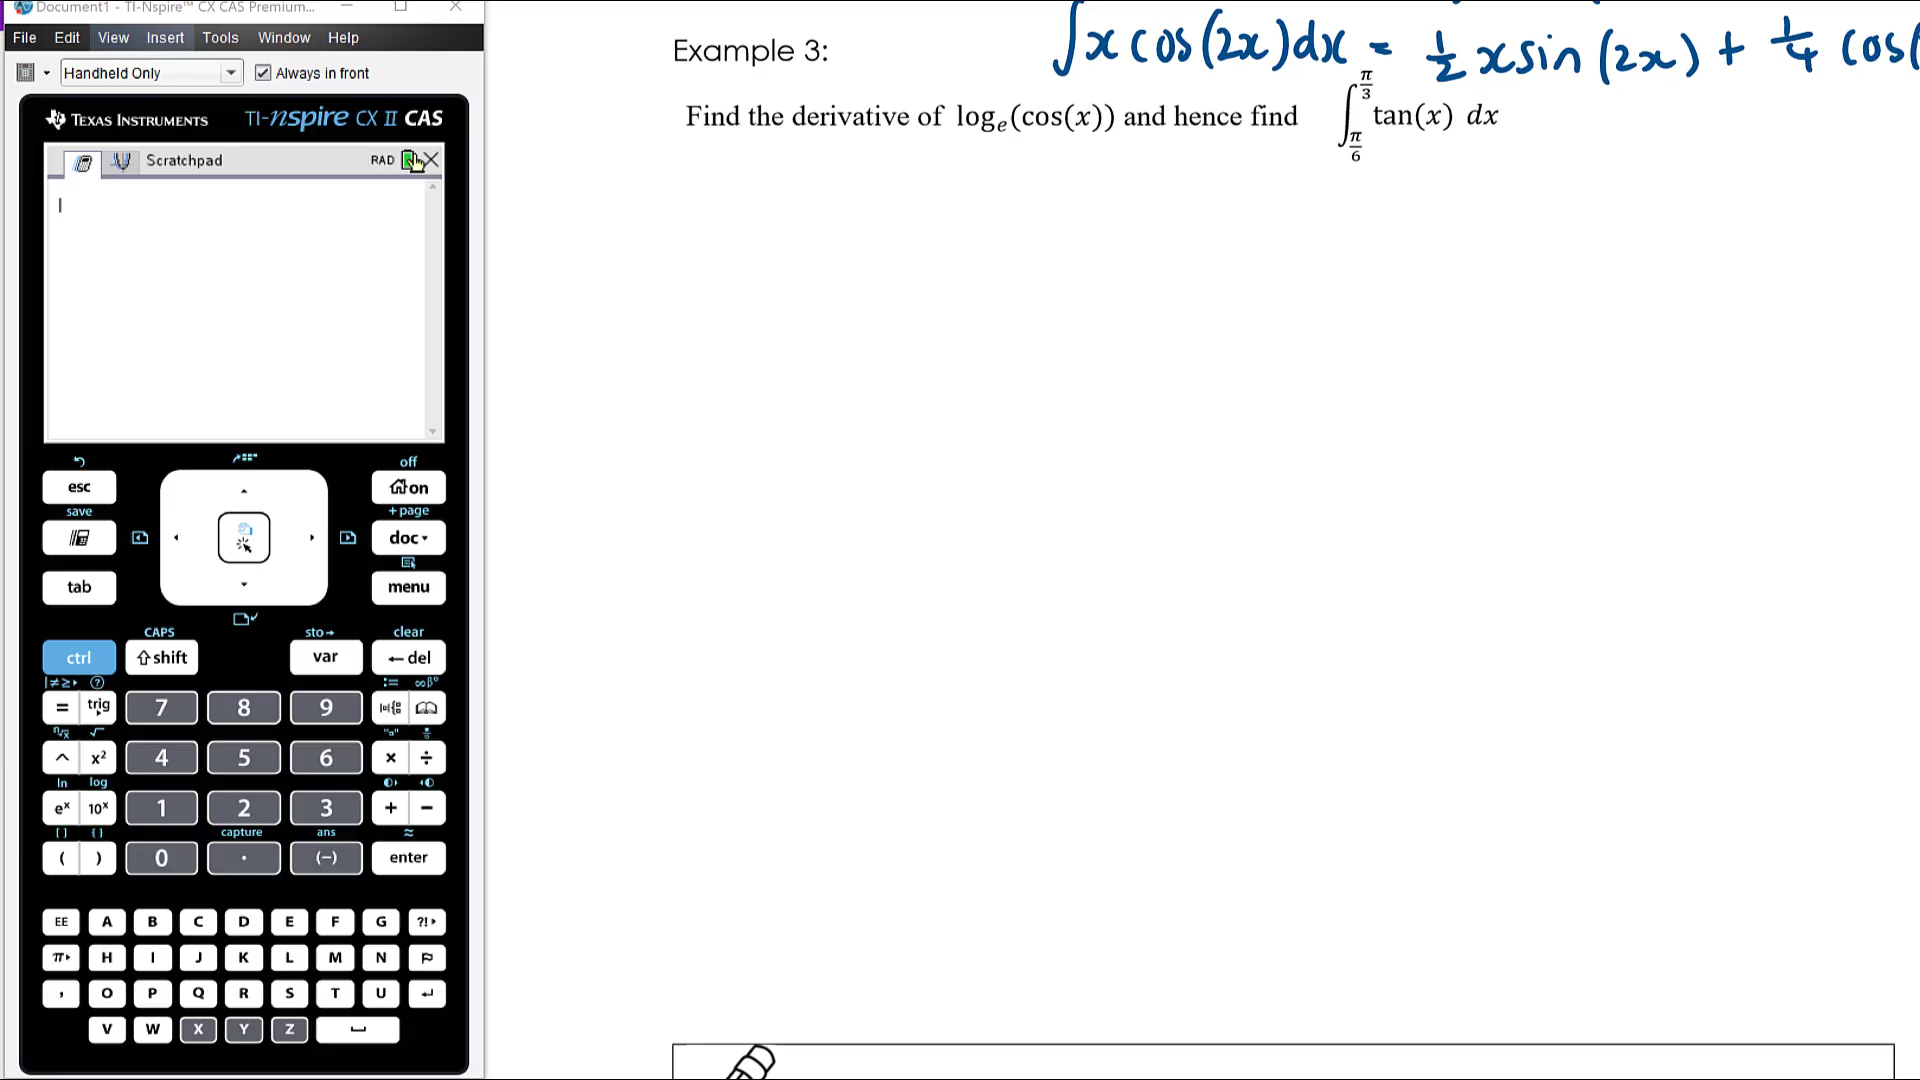 Document1 - TI-Nspire™ CX CAS Premium...
File Edit View Insert Tools Window Help
Handheld Only Always in front
TEXAS INSTRUMENTS TI-nspire CX II CAS
Scratchpad RAD
off
esc on
save + page
doc
tab menu
CAPS sto→ clear
ctrl ⇧shift var ←del
|≠≥▸ ? := ∞β°
= trig 7 8 9
ⁿ√x √ "▫"
^ x² 4 5 6 × ÷
ln log
eˣ 10ˣ 1 2 3 + −
[ ] { } capture ans ≈
( ) 0 . (−) enter
EE A B C D E F G ?!▸
π▸ H I J K L M N
, O P Q R S T U ↵
V W X Y Z
∫x cos(2x)dx = 1/2 x sin(2x) + 1/4 cos(
Example 3:
Find the derivative of logₑ(cos(x)) and hence find ∫_{π/6}^{π/3} tan(x) dx